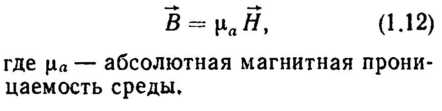 B⃗ = μₐ H⃗, (1.12)
где μₐ — абсолютная магнитная прони-
цаемость среды.